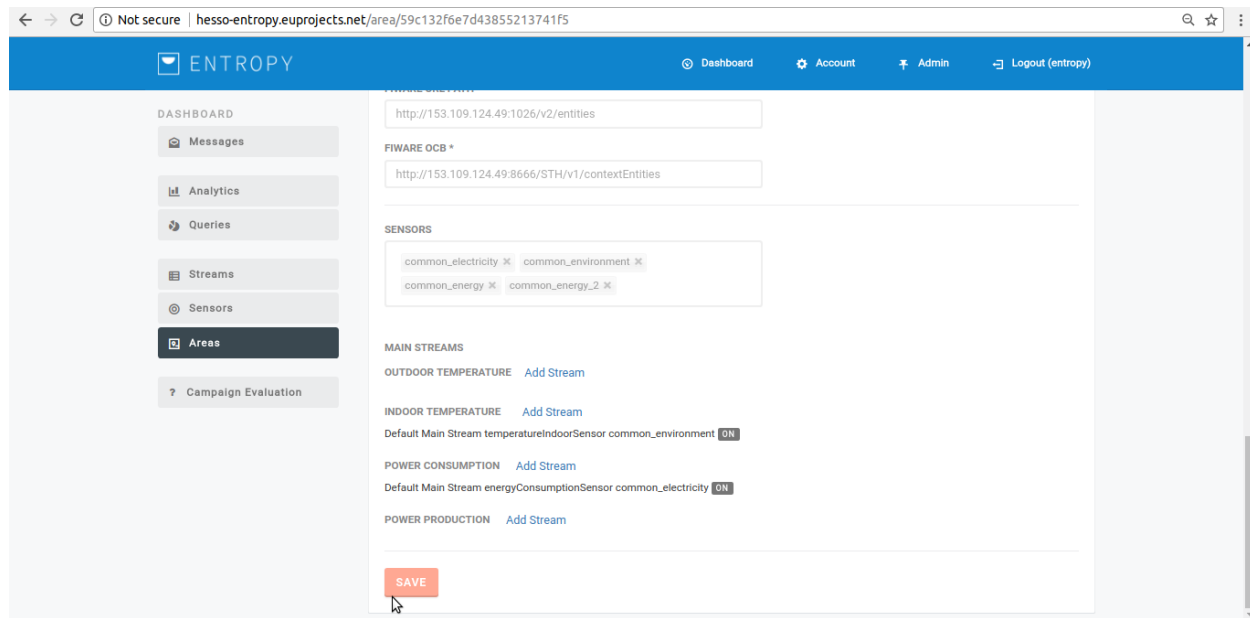 Not secure | hesso-entropy.euprojects.net/area/59c132f6e7d43855213741f5
ENTROPY
Dashboard
Account
Admin
Logout (entropy)
DASHBOARD
Messages
Analytics
Queries
Streams
Sensors
Areas
? Campaign Evaluation
http://153.109.124.49:1026/v2/entities
FIWARE OCB *
http://153.109.124.49:8666/STH/v1/contextEntities
SENSORS
common_electricity × common_environment ×
common_energy × common_energy_2 ×
MAIN STREAMS
OUTDOOR TEMPERATURE Add Stream
INDOOR TEMPERATURE Add Stream
Default Main Stream temperatureIndoorSensor common_environment ON
POWER CONSUMPTION Add Stream
Default Main Stream energyConsumptionSensor common_electricity ON
POWER PRODUCTION Add Stream
SAVE